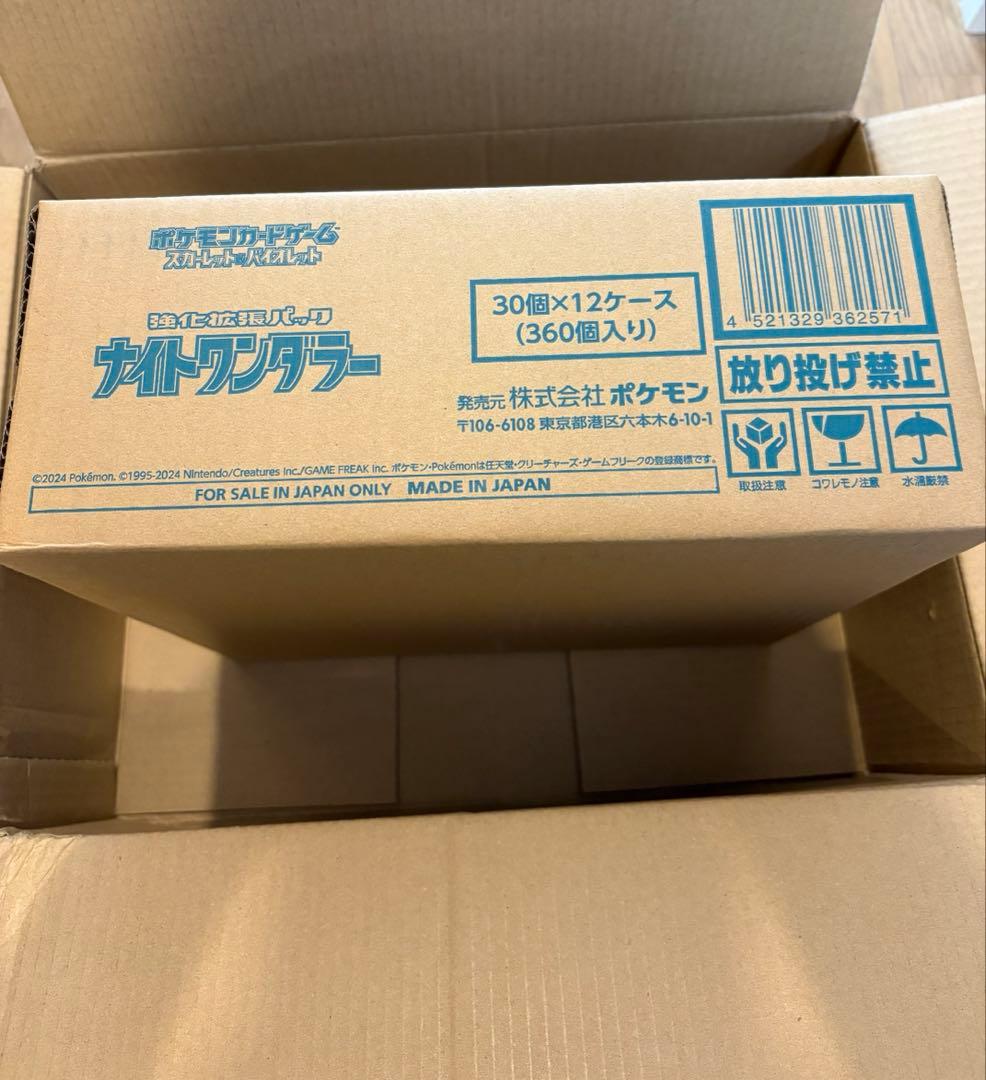 ポケモンカードゲーム
スカーレット&バイオレット
強化拡張パック
ナイトワンダラー
30個×12ケース
(360個入り)
発売元 株式会社 ポケモン
〒106-6108 東京都港区六本木6-10-1
4 521329 362571
放り投げ禁止
取扱注意 コワレモノ注意 水濡厳禁
©2024 Pokémon. ©1995-2024 Nintendo/Creatures Inc./GAME FREAK inc. ポケモン・Pokémonは任天堂・クリーチャーズ・ゲームフリークの登録商標です。
FOR SALE IN JAPAN ONLY MADE IN JAPAN